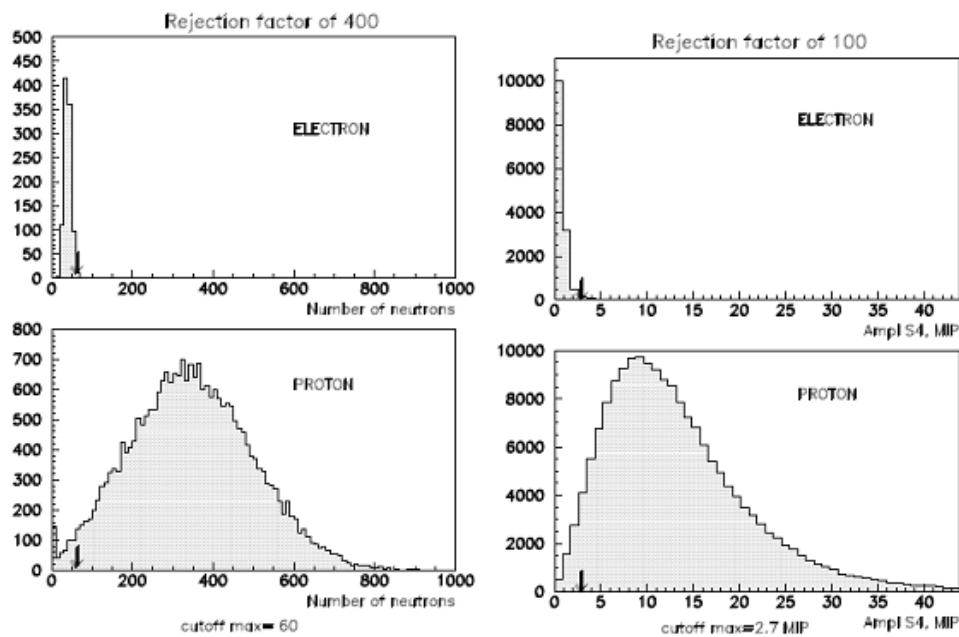 Rejection factor of 400
500
450
400
350
300
250
200
150
100
50
0
ELECTRON
0 200 400 600 800 1000
Number of neutrons
800
700
600
500
400
300
200
100
0
PROTON
0 200 400 600 800 1000
Number of neutrons
cutoff max= 60
Rejection factor of 100
10000
8000
6000
4000
2000
0
ELECTRON
0 5 10 15 20 25 30 35 40
Ampl S4, MIP
10000
8000
6000
4000
2000
0
PROTON
0 5 10 15 20 25 30 35 40
Ampl S4, MIP
cutoff max=2.7 MIP